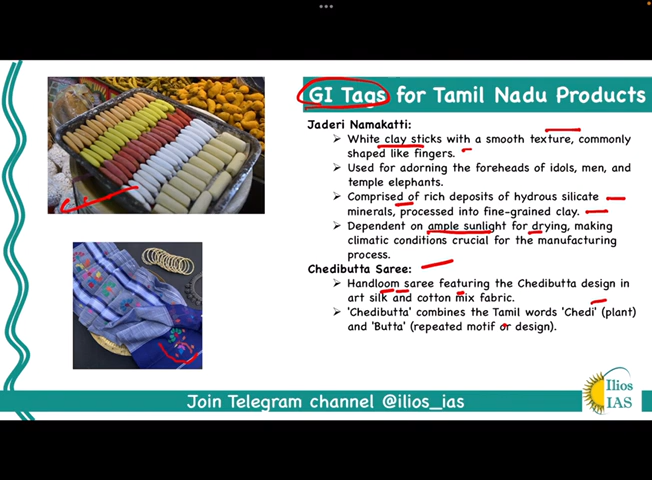 GI Tags for Tamil Nadu Products
Jaderi Namakatti:
➢ White clay sticks with a smooth texture, commonly
shaped like fingers.
➢ Used for adorning the foreheads of idols, men, and
temple elephants.
➢ Comprised of rich deposits of hydrous silicate
minerals, processed into fine-grained clay.
➢ Dependent on ample sunlight for drying, making
climatic conditions crucial for the manufacturing
process.
Chedibutta Saree:
➢ Handloom saree featuring the Chedibutta design in
art silk and cotton mix fabric.
➢ 'Chedibutta' combines the Tamil words 'Chedi' (plant)
and 'Butta' (repeated motif or design).
Join Telegram channel @ilios_ias
Ilios
IAS